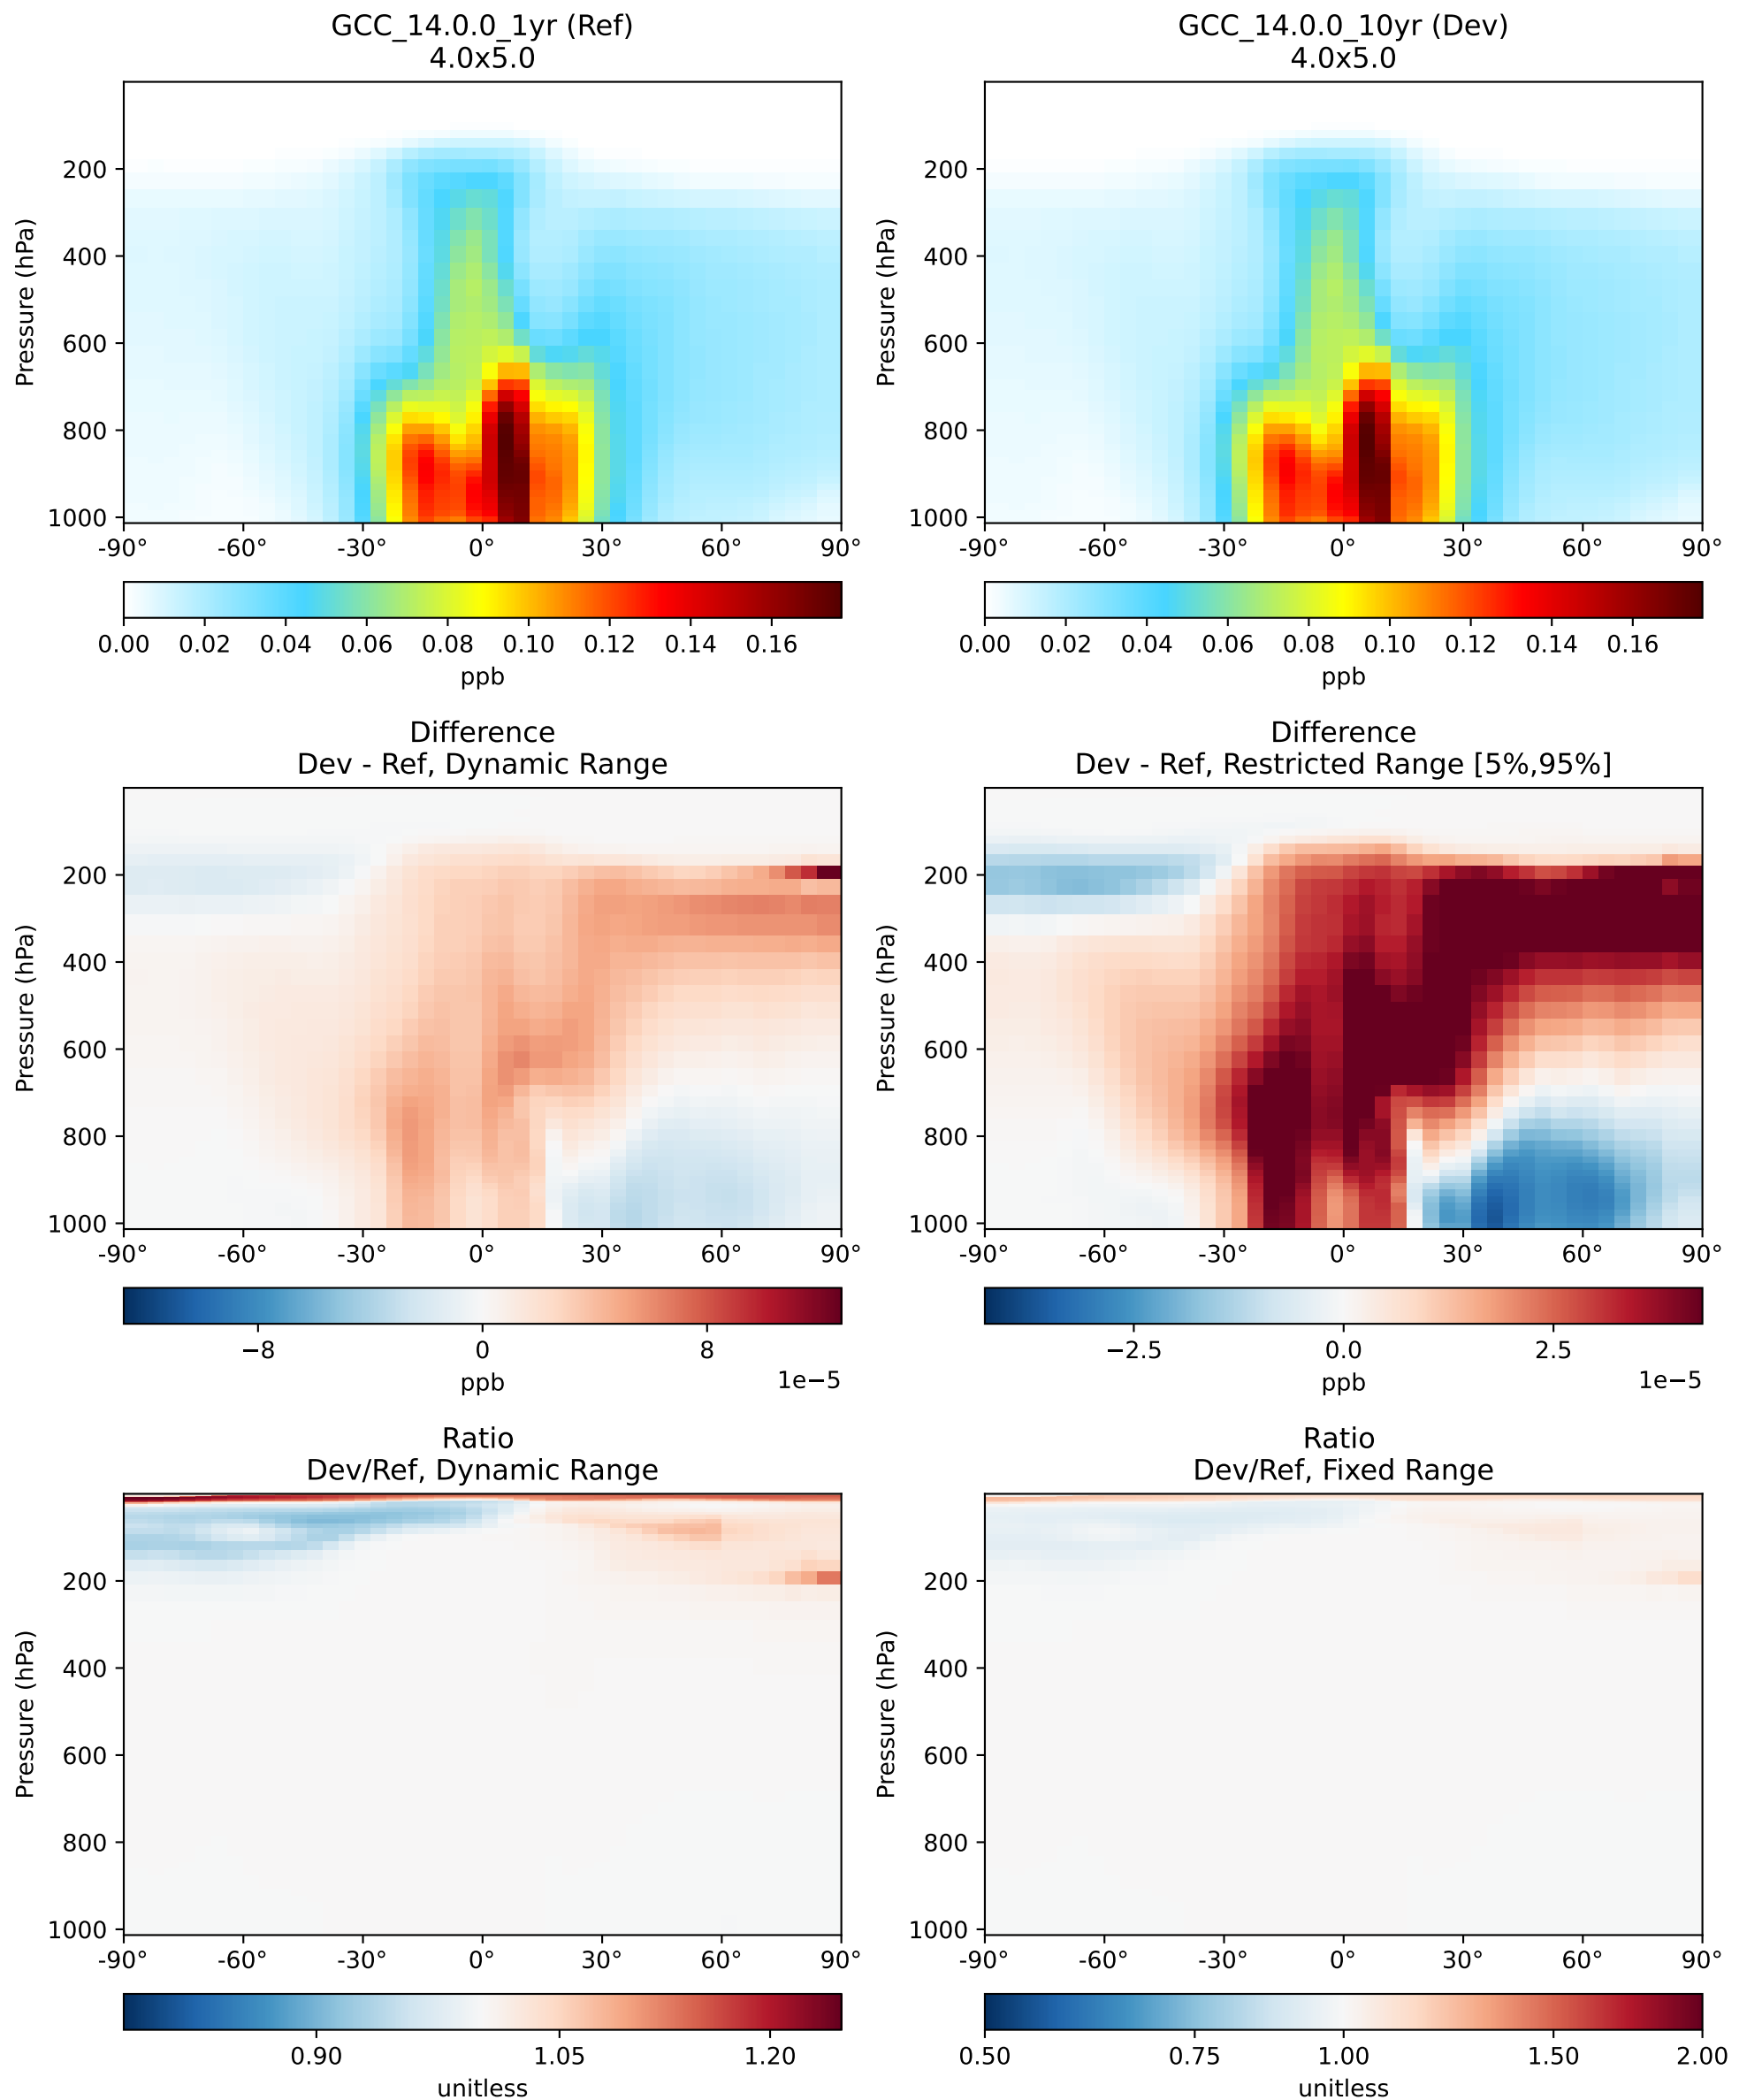 GCC_14.0.0_1yr (Ref)
4.0x5.0
Pressure (hPa)
200
400
600
800
1000
-90° -60° -30° 0° 30° 60° 90°
0.00 0.02 0.04 0.06 0.08 0.10 0.12 0.14 0.16
ppb
GCC_14.0.0_10yr (Dev)
4.0x5.0
Pressure (hPa)
200
400
600
800
1000
-90° -60° -30° 0° 30° 60° 90°
0.00 0.02 0.04 0.06 0.08 0.10 0.12 0.14 0.16
ppb
Difference
Dev - Ref, Dynamic Range
Pressure (hPa)
200
400
600
800
1000
-90° -60° -30° 0° 30° 60° 90°
−8 0 8
1e−5
ppb
Difference
Dev - Ref, Restricted Range [5%,95%]
Pressure (hPa)
200
400
600
800
1000
-90° -60° -30° 0° 30° 60° 90°
−2.5 0.0 2.5
1e−5
ppb
Ratio
Dev/Ref, Dynamic Range
Pressure (hPa)
200
400
600
800
1000
-90° -60° -30° 0° 30° 60° 90°
0.90 1.05 1.20
unitless
Ratio
Dev/Ref, Fixed Range
Pressure (hPa)
200
400
600
800
1000
-90° -60° -30° 0° 30° 60° 90°
0.50 0.75 1.00 1.50 2.00
unitless